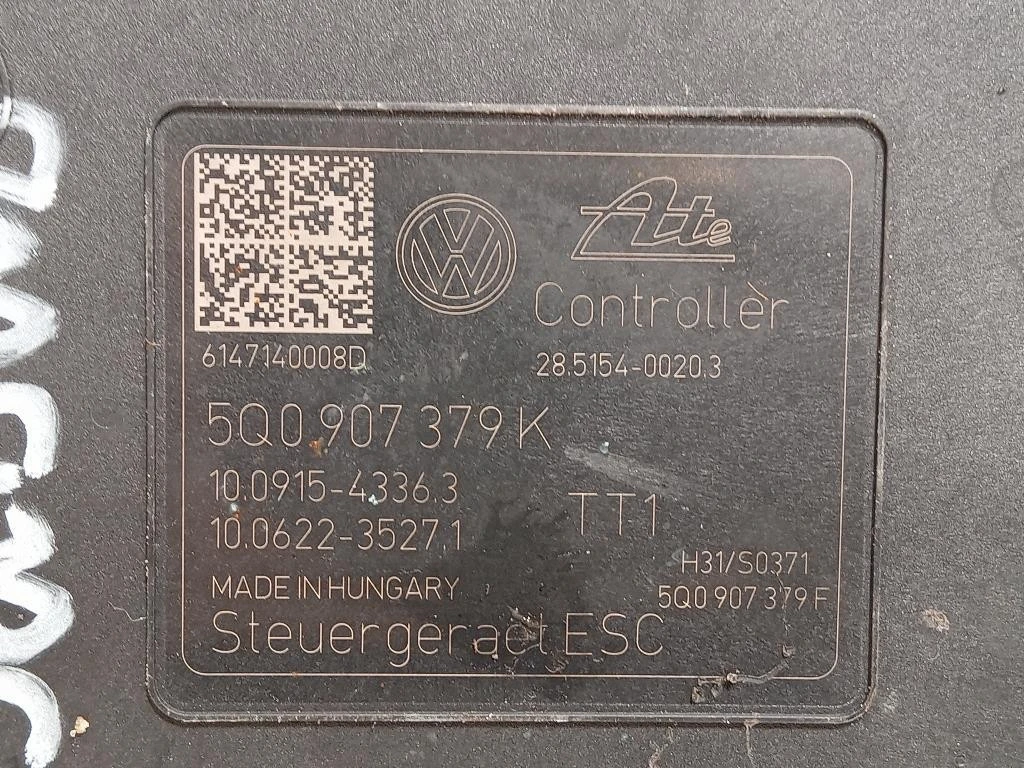 Ate
Controller
6147140008D
28.5154-0020.3
5Q0 907 379 K
10.0915-4336.3
10.0622-3527.1
TT1
H31/S0371
MADE IN HUNGARY
5Q0 907 379 F
Steuergeraet ESC